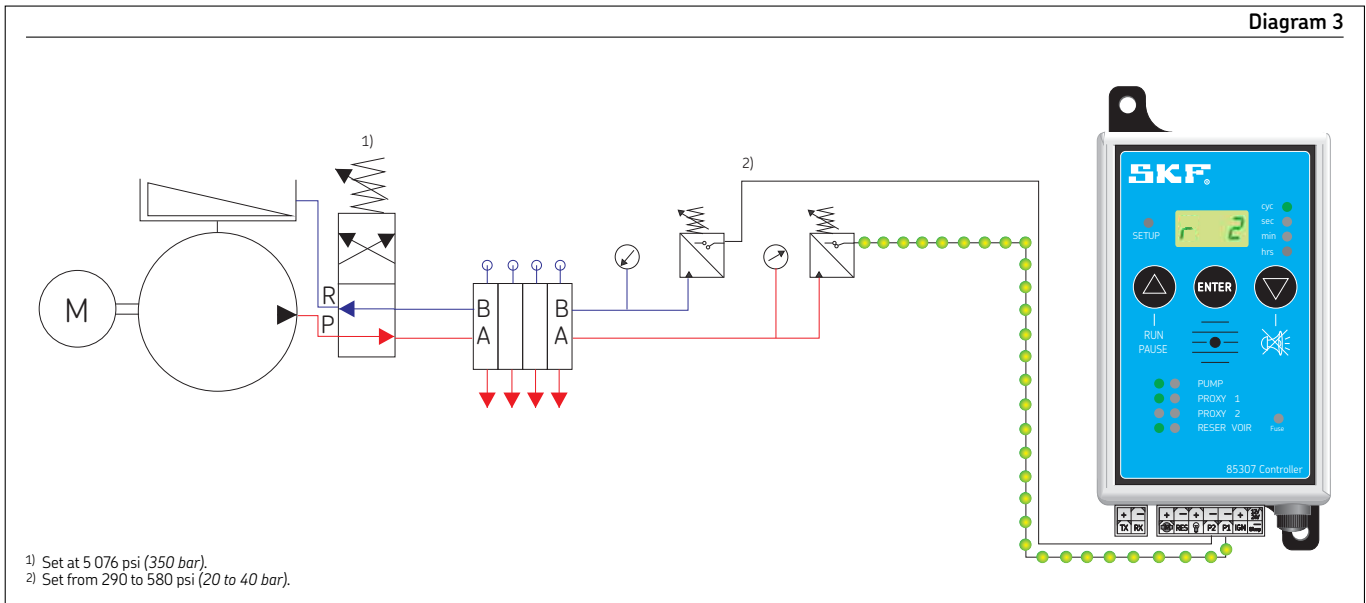 Diagram 3
1)
2)
M
R
P
B
A
B
A
SKF®
cyc
sec
min
hrs
SETUP
r 2
ENTER
RUN
PAUSE
PUMP
PROXY 1
PROXY 2
RESER VOIR
Fuse
85307 Controller
+ − + − + − − +
TX RX M RES P2 P1 IGN
1) Set at 5 076 psi (350 bar).
2) Set from 290 to 580 psi (20 to 40 bar).